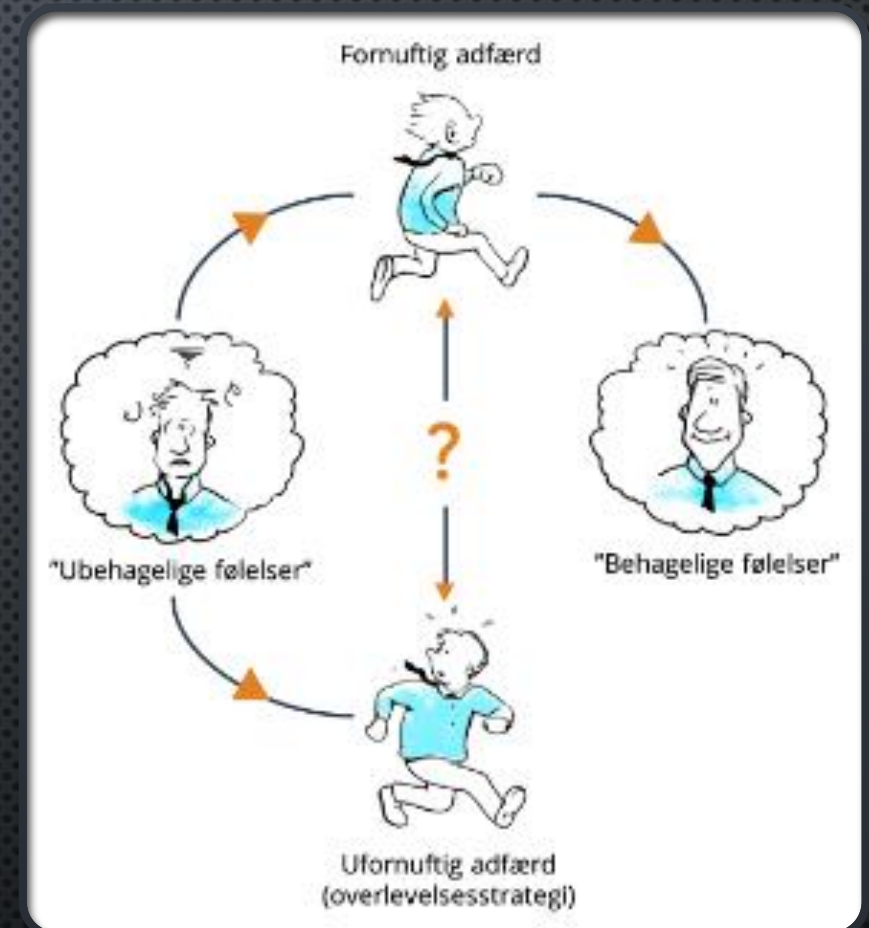 Fornuftig adfærd
?
"Ubehagelige følelser"
"Behagelige følelser"
Ufornuftig adfærd
(overlevelsesstrategi)